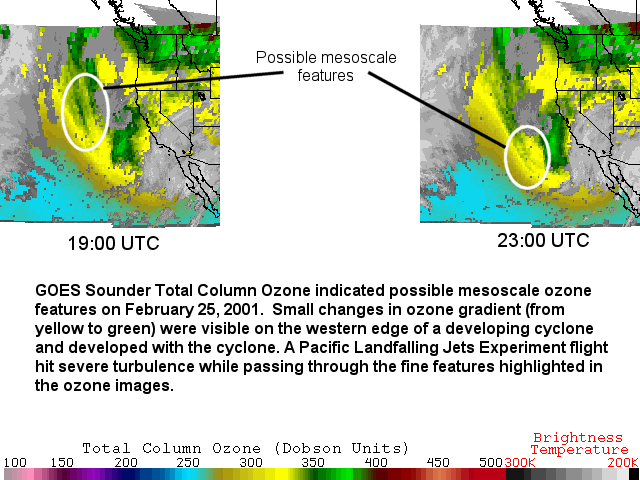 Possible mesoscale
features
19:00 UTC
23:00 UTC
GOES Sounder Total Column Ozone indicated possible mesoscale ozone
features on February 25, 2001.  Small changes in ozone gradient (from
yellow to green) were visible on the western edge of a developing cyclone
and developed with the cyclone. A Pacific Landfalling Jets Experiment flight
hit severe turbulence while passing through the fine features highlighted in
the ozone images.
Total Column Ozone (Dobson Units)
Brightness
Temperature
100 150 200 250 300 350 400 450 500 300K 200K